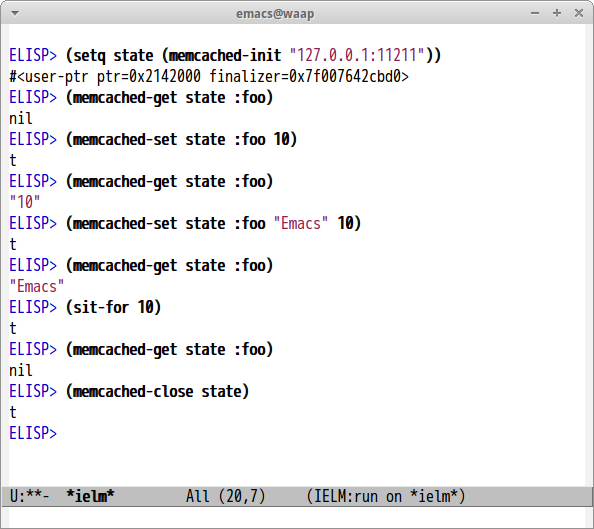 emacs@waap
ELISP> (setq state (memcached-init "127.0.0.1:11211"))
#<user-ptr ptr=0x2142000 finalizer=0x7f007642cbd0>
ELISP> (memcached-get state :foo)
nil
ELISP> (memcached-set state :foo 10)
t
ELISP> (memcached-get state :foo)
"10"
ELISP> (memcached-set state :foo "Emacs" 10)
t
ELISP> (memcached-get state :foo)
"Emacs"
ELISP> (sit-for 10)
t
ELISP> (memcached-get state :foo)
nil
ELISP> (memcached-close state)
t
ELISP>
U:**-  *ielm*        All (20,7)     (IELM:run on *ielm*)